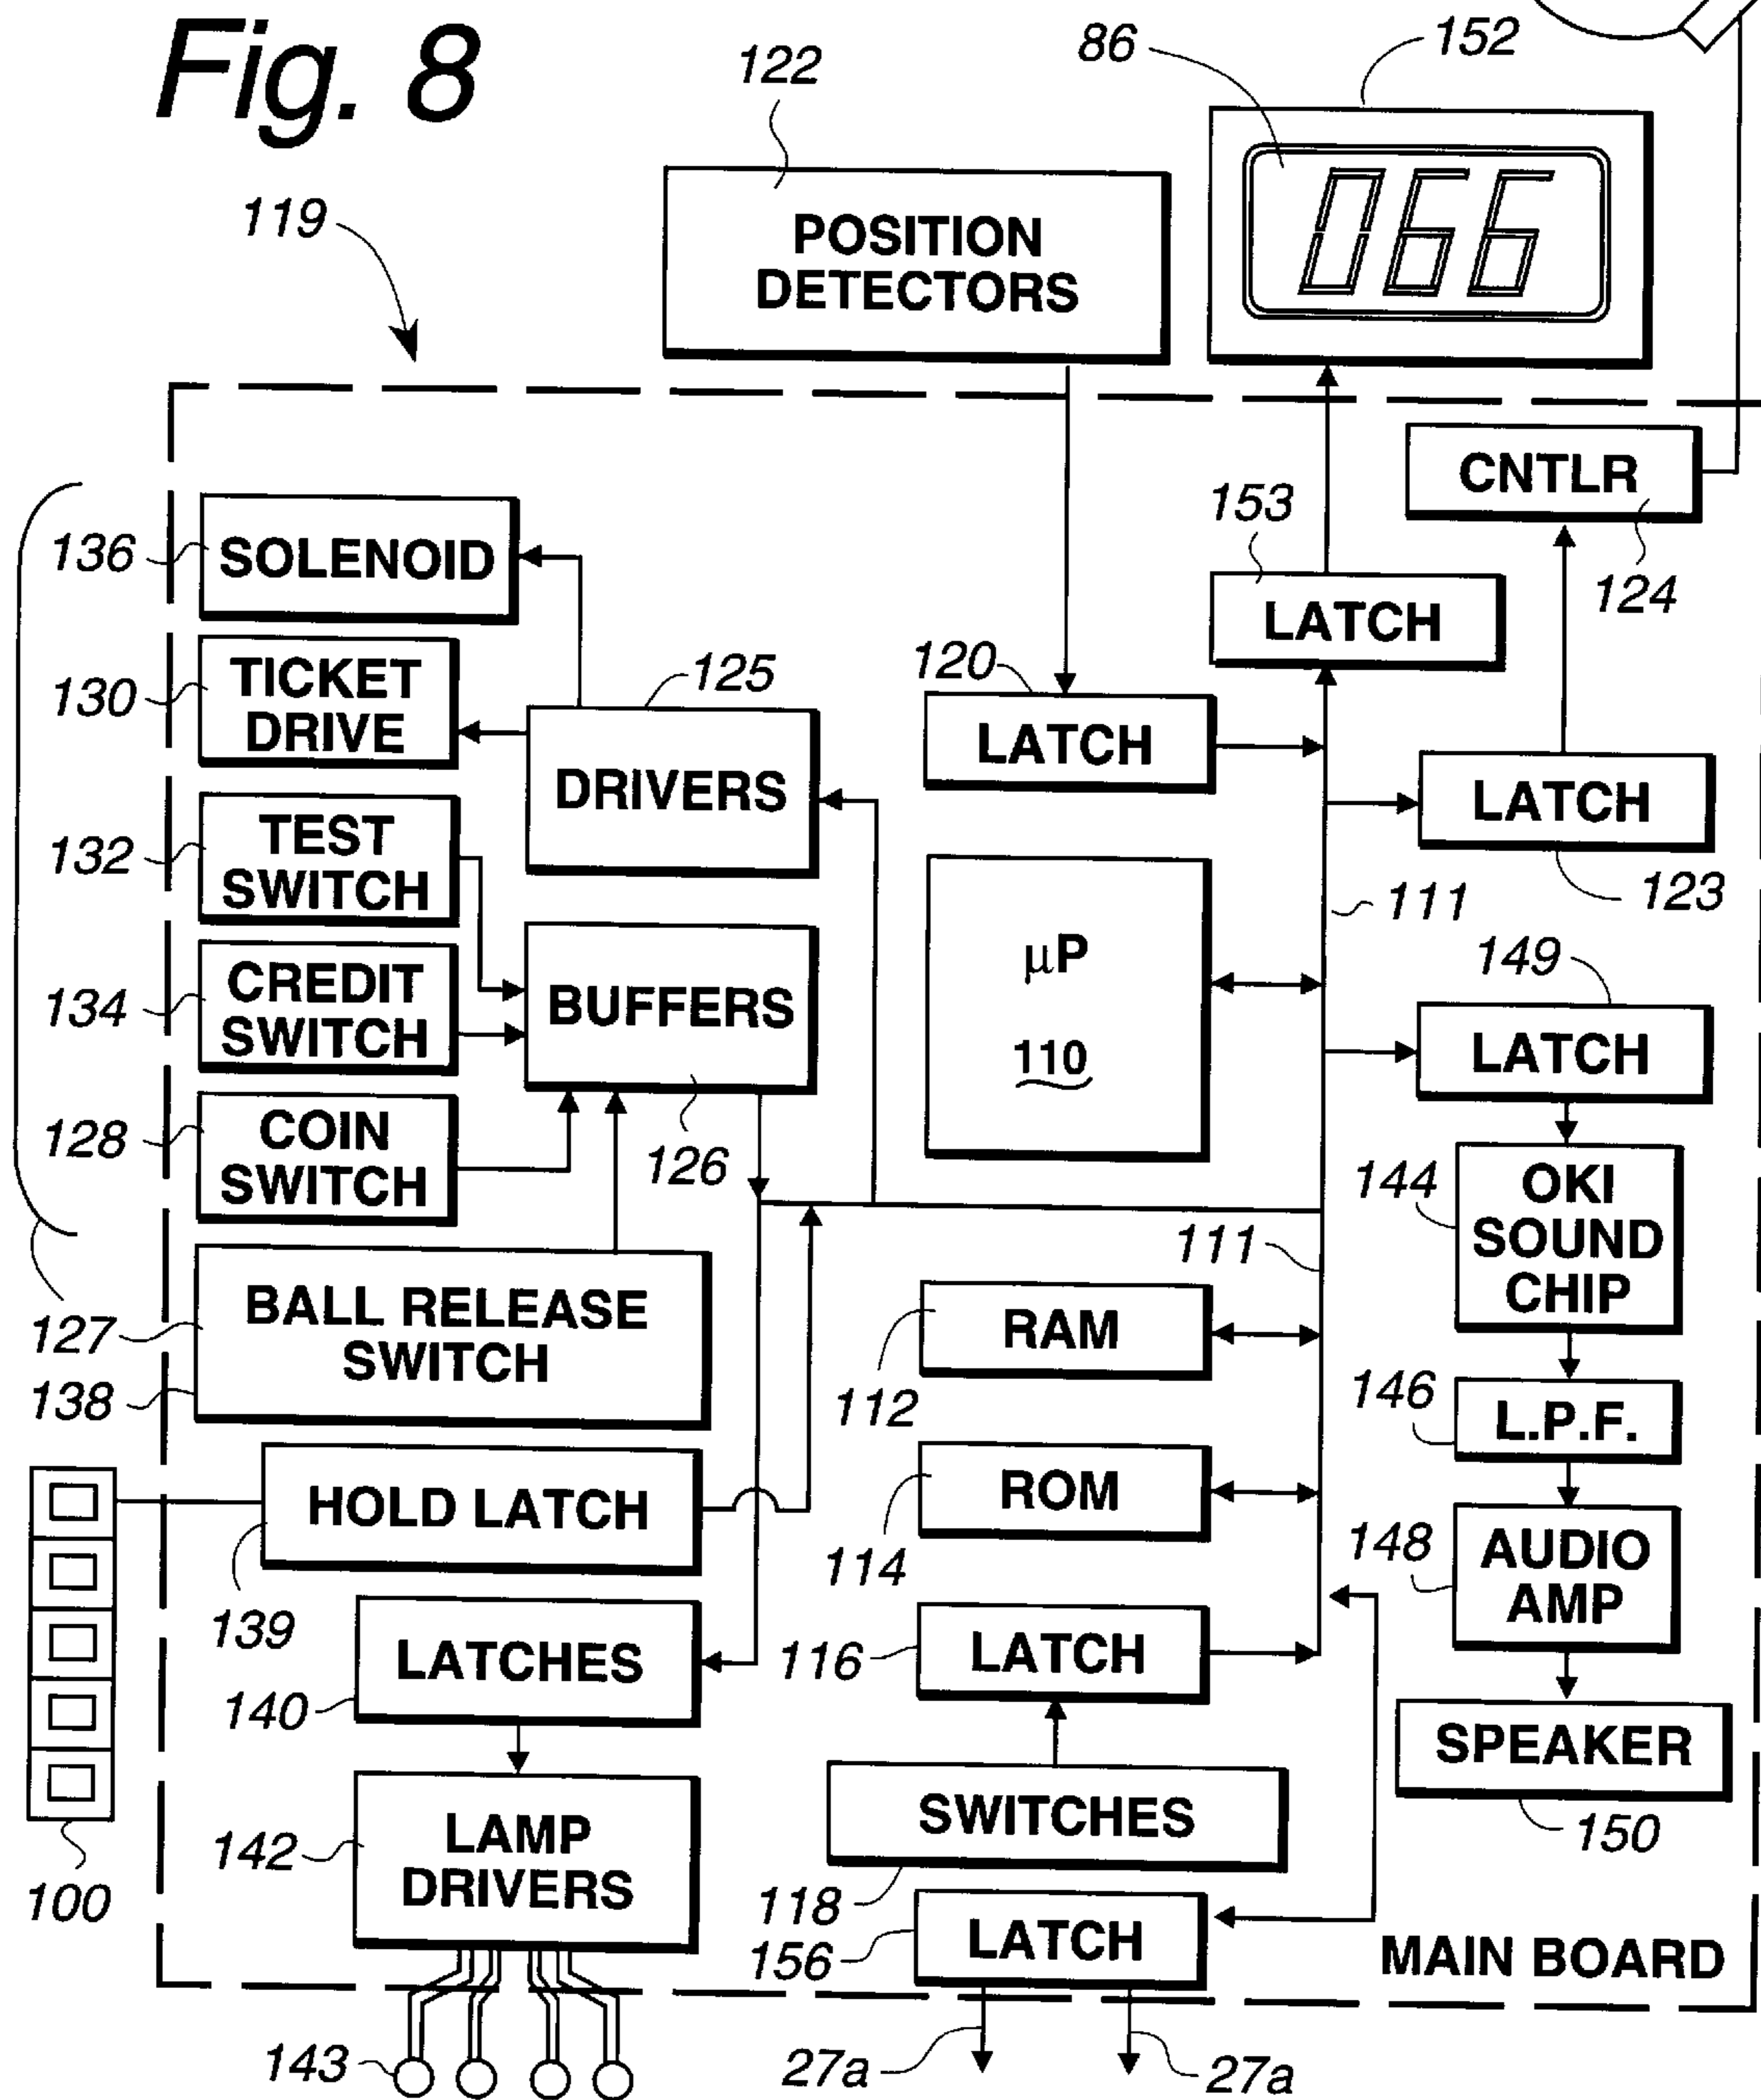 Fig. 8
86
152
122
119
POSITION
DETECTORS
066
CNTLR
153
124
136
SOLENOID
LATCH
130
TICKET
DRIVE
125
120
LATCH
DRIVERS
LATCH
132
TEST
SWITCH
123
111
µP
110
149
134
CREDIT
SWITCH
BUFFERS
LATCH
128
COIN
SWITCH
126
144
OKI
SOUND
CHIP
111
127
BALL RELEASE
SWITCH
138
RAM
112
146
L.P.F.
HOLD LATCH
139
ROM
114
148
AUDIO
AMP
LATCHES
140
116
LATCH
SPEAKER
150
100
142
LAMP
DRIVERS
SWITCHES
118
156
LATCH
MAIN BOARD
143
27a
27a